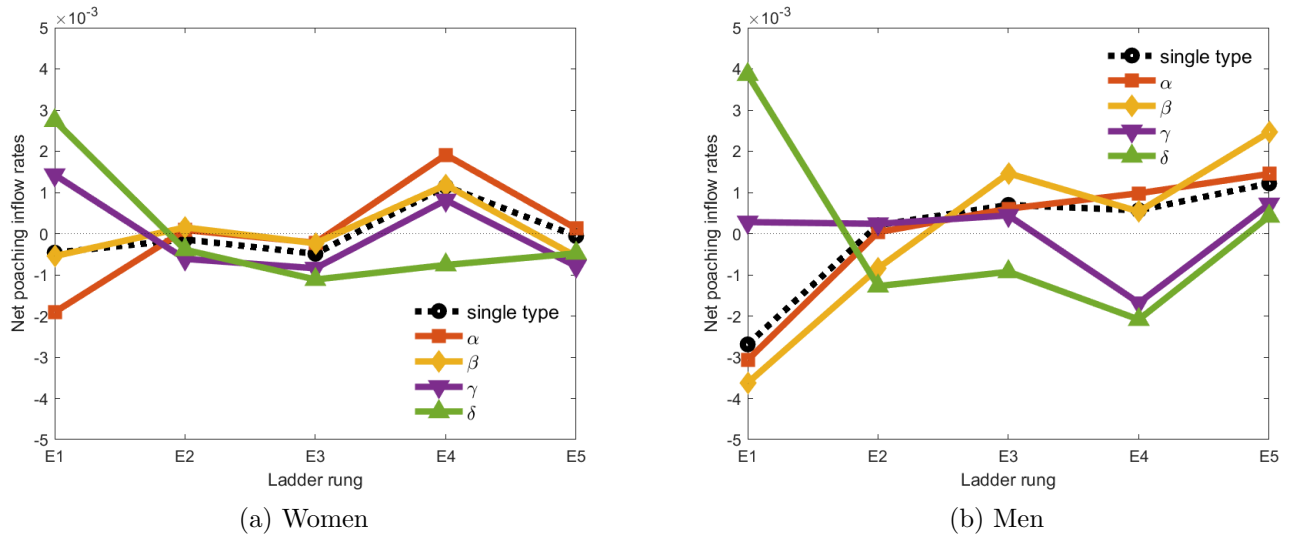 ×10⁻³
5
4
3
2
1
0
-1
-2
-3
-4
-5
Net poaching inflow rates
E1 E2 E3 E4 E5
Ladder rung
single type
α
β
γ
δ
(a) Women
×10⁻³
5
4
3
2
1
0
-1
-2
-3
-4
-5
Net poaching inflow rates
E1 E2 E3 E4 E5
Ladder rung
single type
α
β
γ
δ
(b) Men